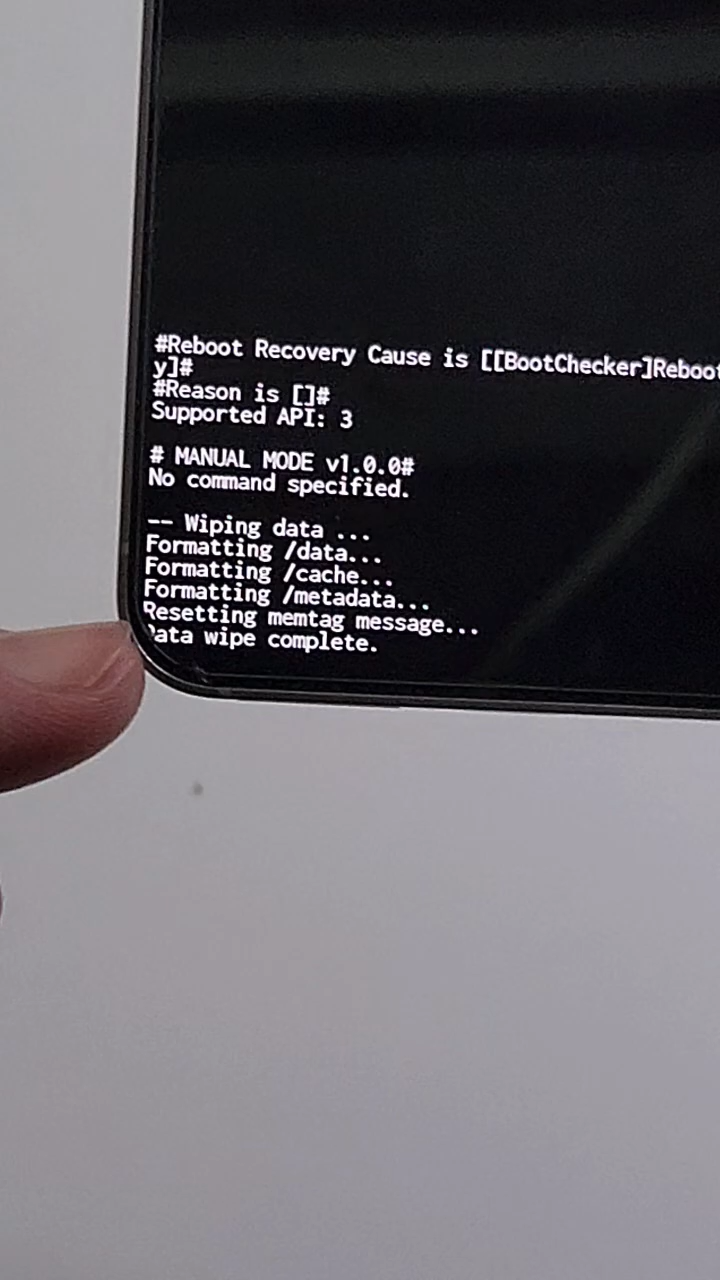 #Reboot Recovery Cause is [[BootChecker]Reboot
y]#
#Reason is []#
Supported API: 3
# MANUAL MODE v1.0.0#
No command specified.
-- Wiping data ...
Formatting /data...
Formatting /cache...
Formatting /metadata...
Resetting memtag message...
Data wipe complete.